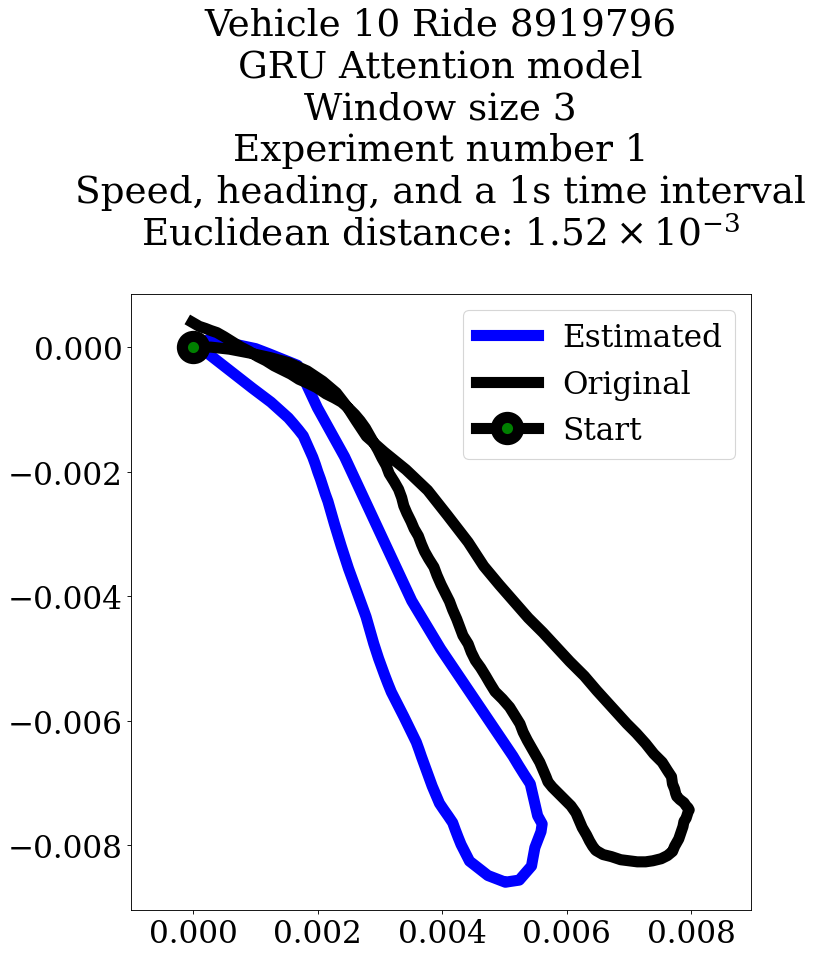 Vehicle 10 Ride 8919796
GRU Attention model
Window size 3
Experiment number 1
Speed, heading, and a 1s time interval
Euclidean distance: 1.52 × 10⁻³
Estimated
Original
Start
0.000
−0.002
−0.004
−0.006
−0.008
0.000 0.002 0.004 0.006 0.008